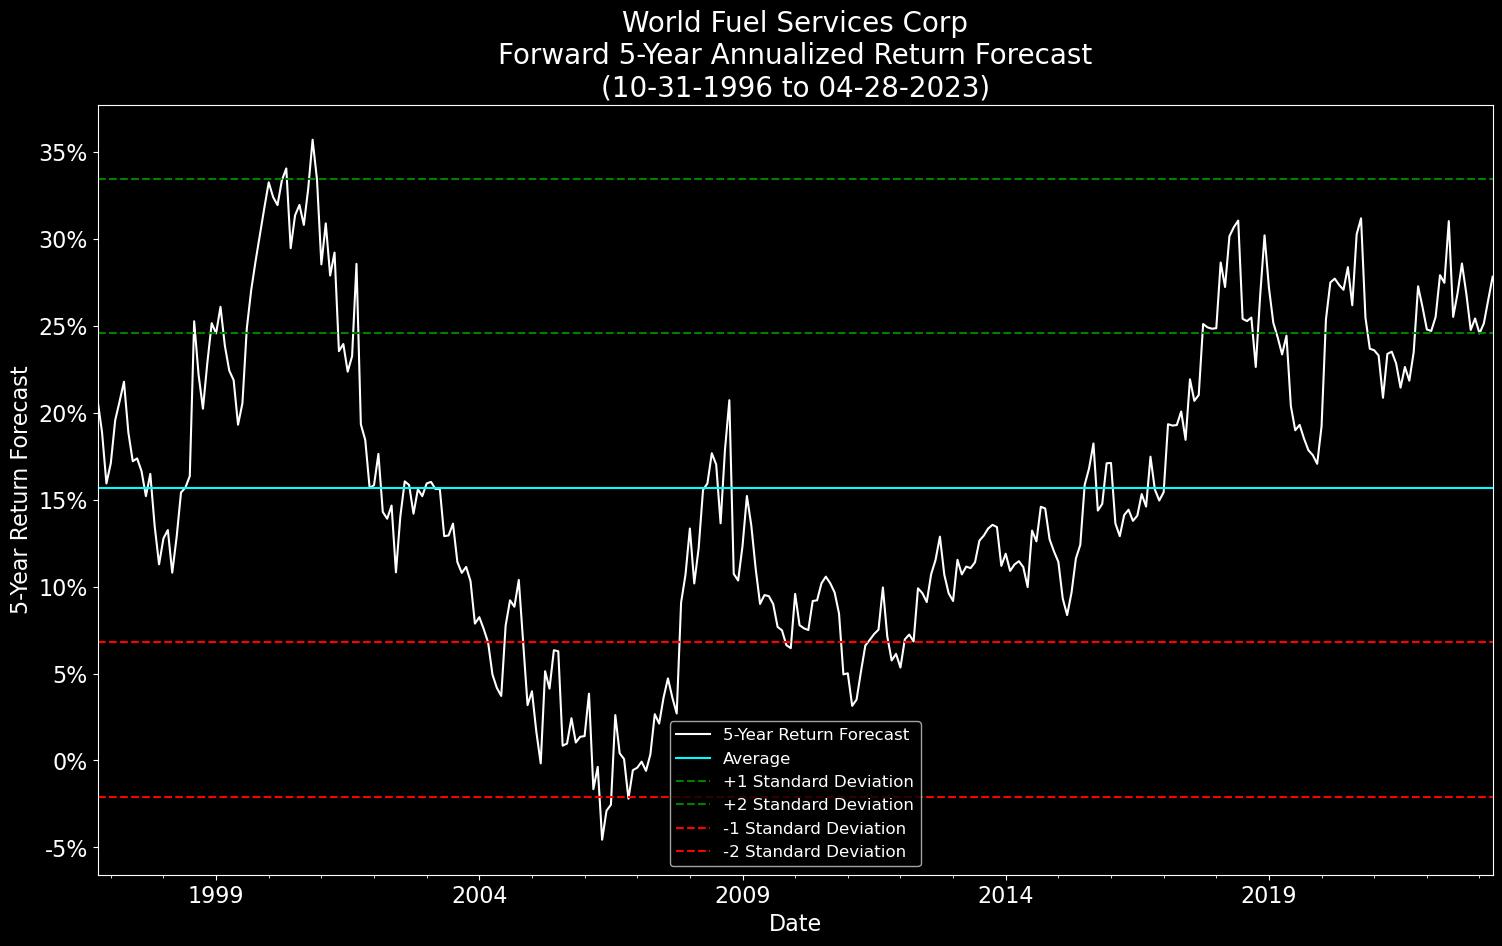 World Fuel Services Corp
Forward 5-Year Annualized Return Forecast
(10-31-1996 to 04-28-2023)
5-Year Return Forecast
35%
30%
25%
20%
15%
10%
5%
0%
-5%
5-Year Return Forecast
Average
+1 Standard Deviation
+2 Standard Deviation
-1 Standard Deviation
-2 Standard Deviation
1999 2004 2009 2014 2019
Date